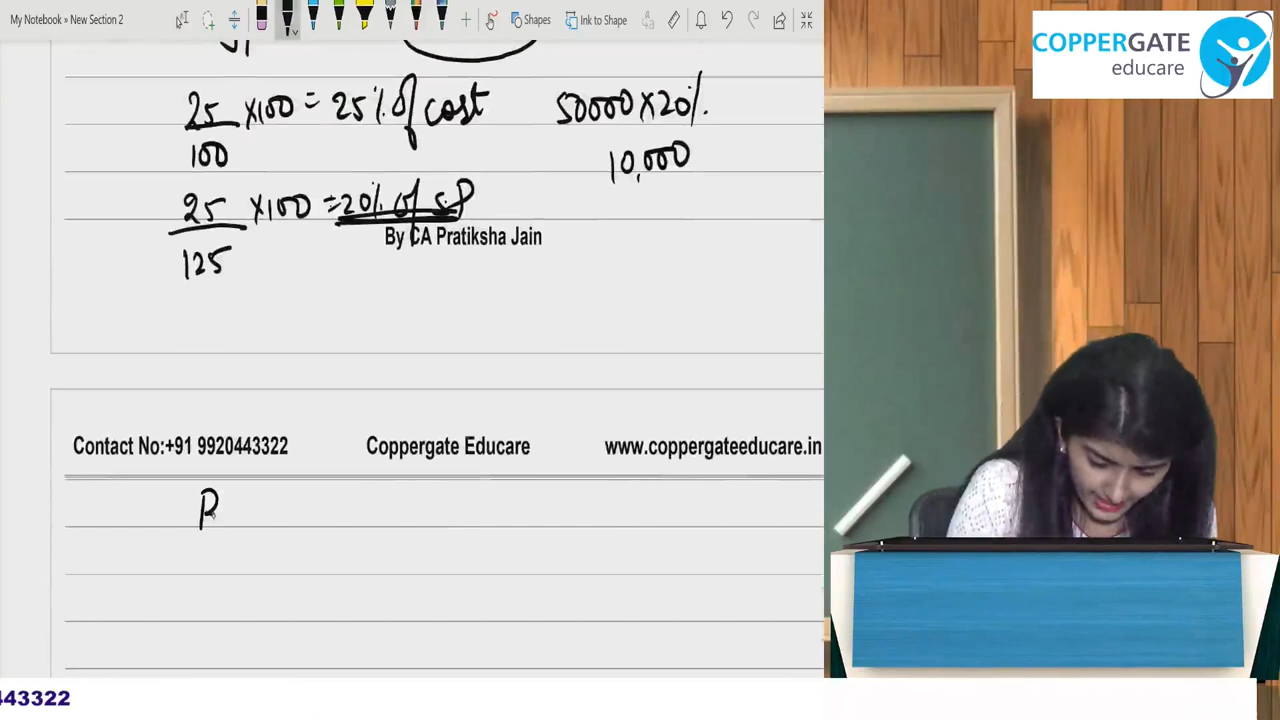 My Notebook » New Section 2
Shapes
Ink to Shape
COPPERGATE
educare
25/100 ×100 = 25% of cost
50000×20%.
10,000
25/125 ×100 = 20% of SP
By CA Pratiksha Jain
Contact No:+91 9920443322 Coppergate Educare www.coppergateeducare.in
R
443322